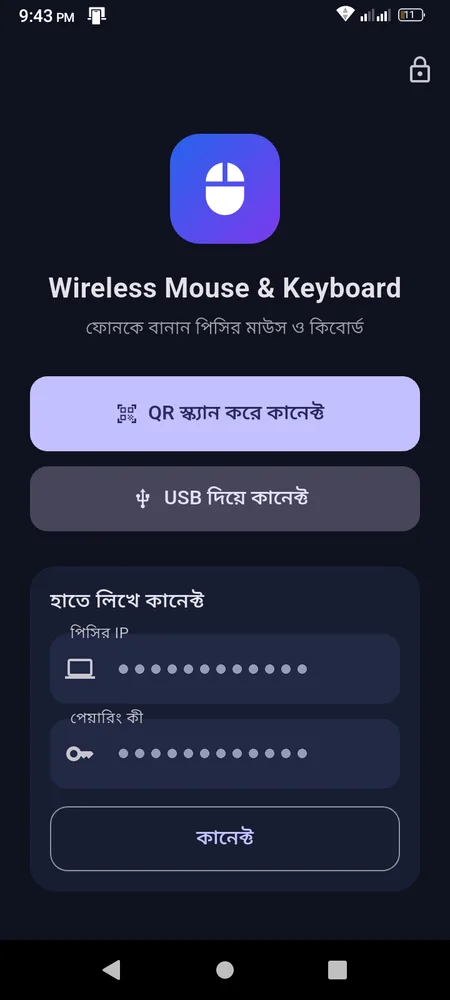 9:43 PM
11
Wireless Mouse & Keyboard
ফোনকে বানান পিসির মাউস ও কিবোর্ড
QR স্ক্যান করে কানেক্ট
USB দিয়ে কানেক্ট
হাতে লিখে কানেক্ট
পিসির IP
পেয়ারিং কী
কানেক্ট